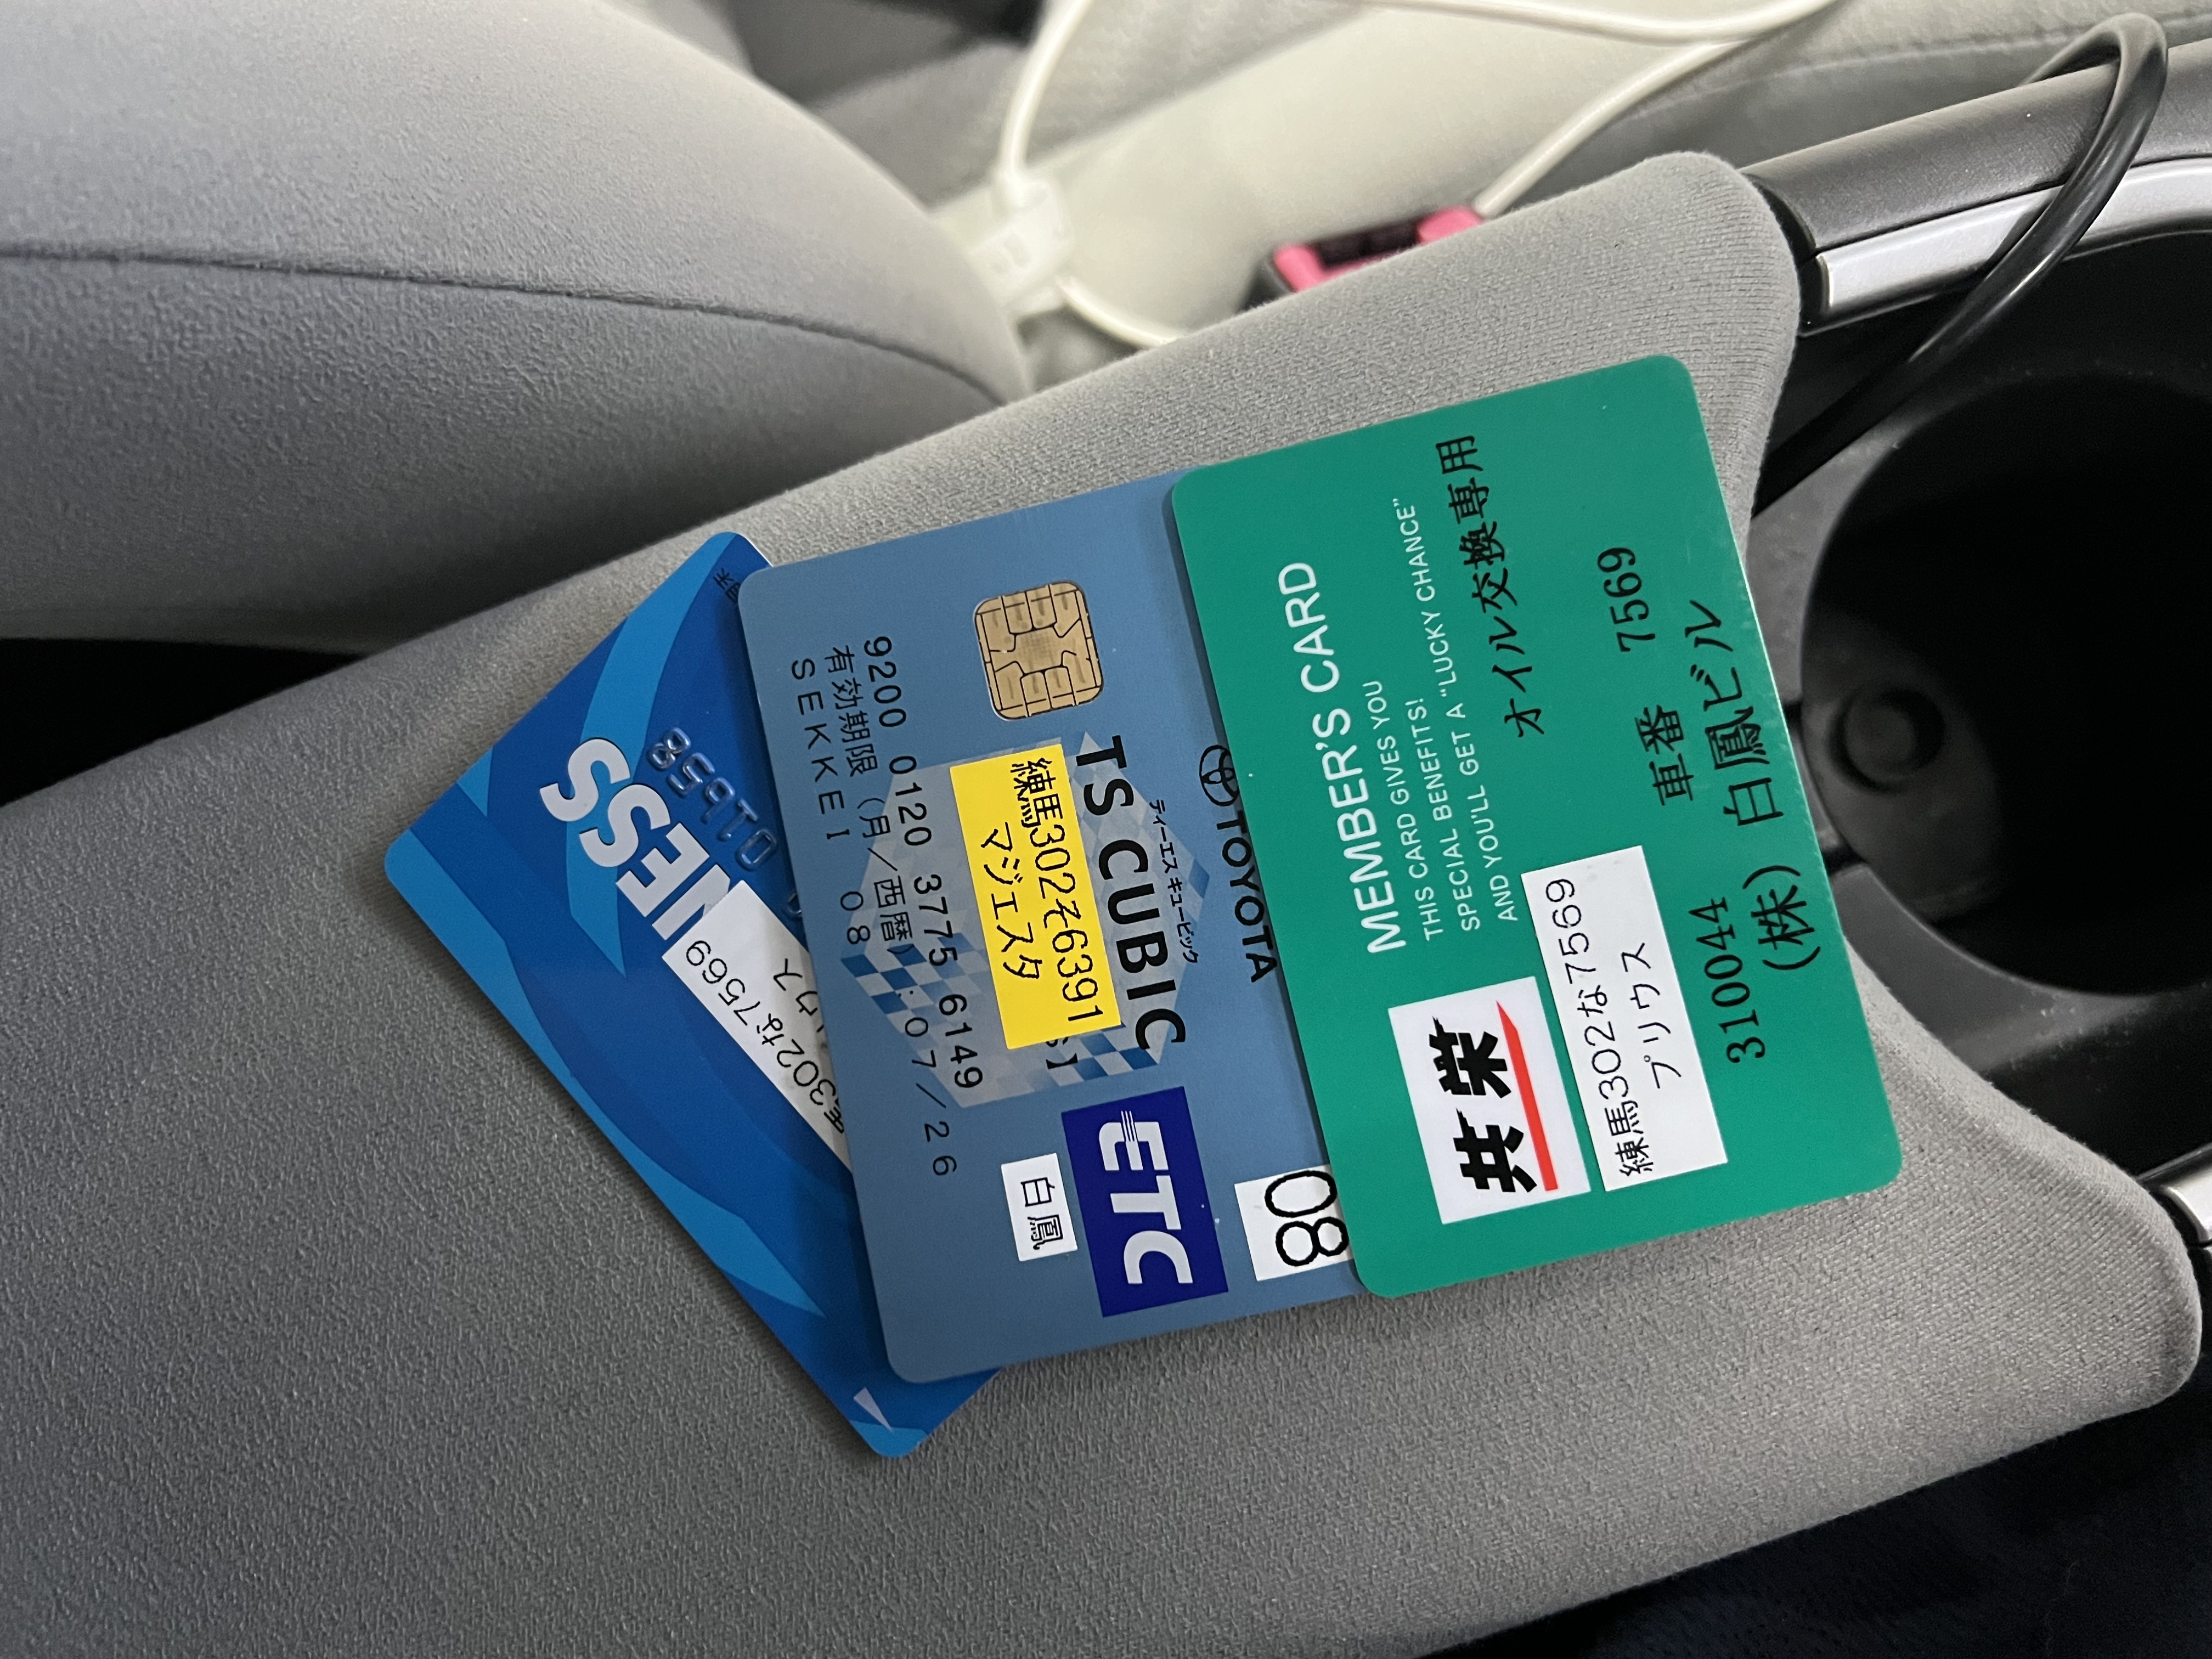 MEMBER'S CARD
THIS CARD GIVES YOU
SPECIAL BENEFITS!
AND YOU'LL GET A "LUCKY CHANCE"
オイル交換専用
共栄
練馬302な7569
プリウス
車番 7569
310044 白鳳ビル
(株)
TOYOTA
ティーエス キュービック
TS CUBIC
練馬302そ6391
マジェスタ
ETC
80
白鳳
9200 0120 3775 6149
有効期限(月/西暦):07/26
SEKKEI 08
NESS
01658
302な7569
ウス